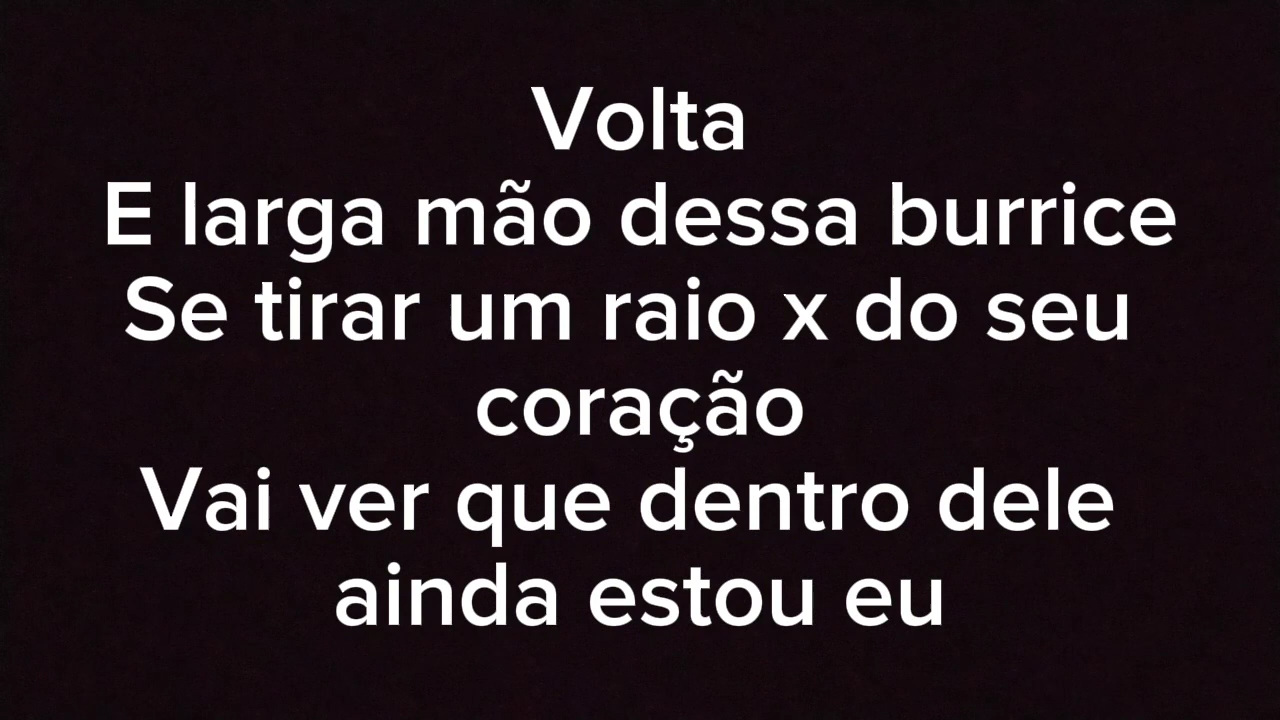 Volta
E larga mão dessa burrice
Se tirar um raio x do seu
coração
Vai ver que dentro dele
ainda estou eu